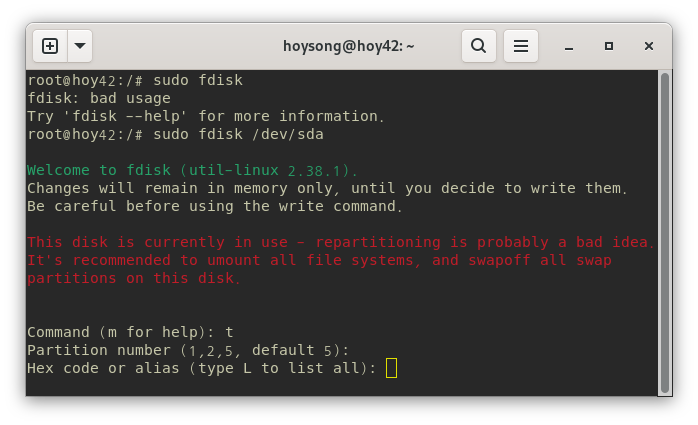 hoysong@hoy42: ~
root@hoy42:/# sudo fdisk
fdisk: bad usage
Try 'fdisk --help' for more information.
root@hoy42:/# sudo fdisk /dev/sda
Welcome to fdisk (util-linux 2.38.1).
Changes will remain in memory only, until you decide to write them.
Be careful before using the write command.
This disk is currently in use - repartitioning is probably a bad idea.
It's recommended to umount all file systems, and swapoff all swap
partitions on this disk.
Command (m for help): t
Partition number (1,2,5, default 5):
Hex code or alias (type L to list all):